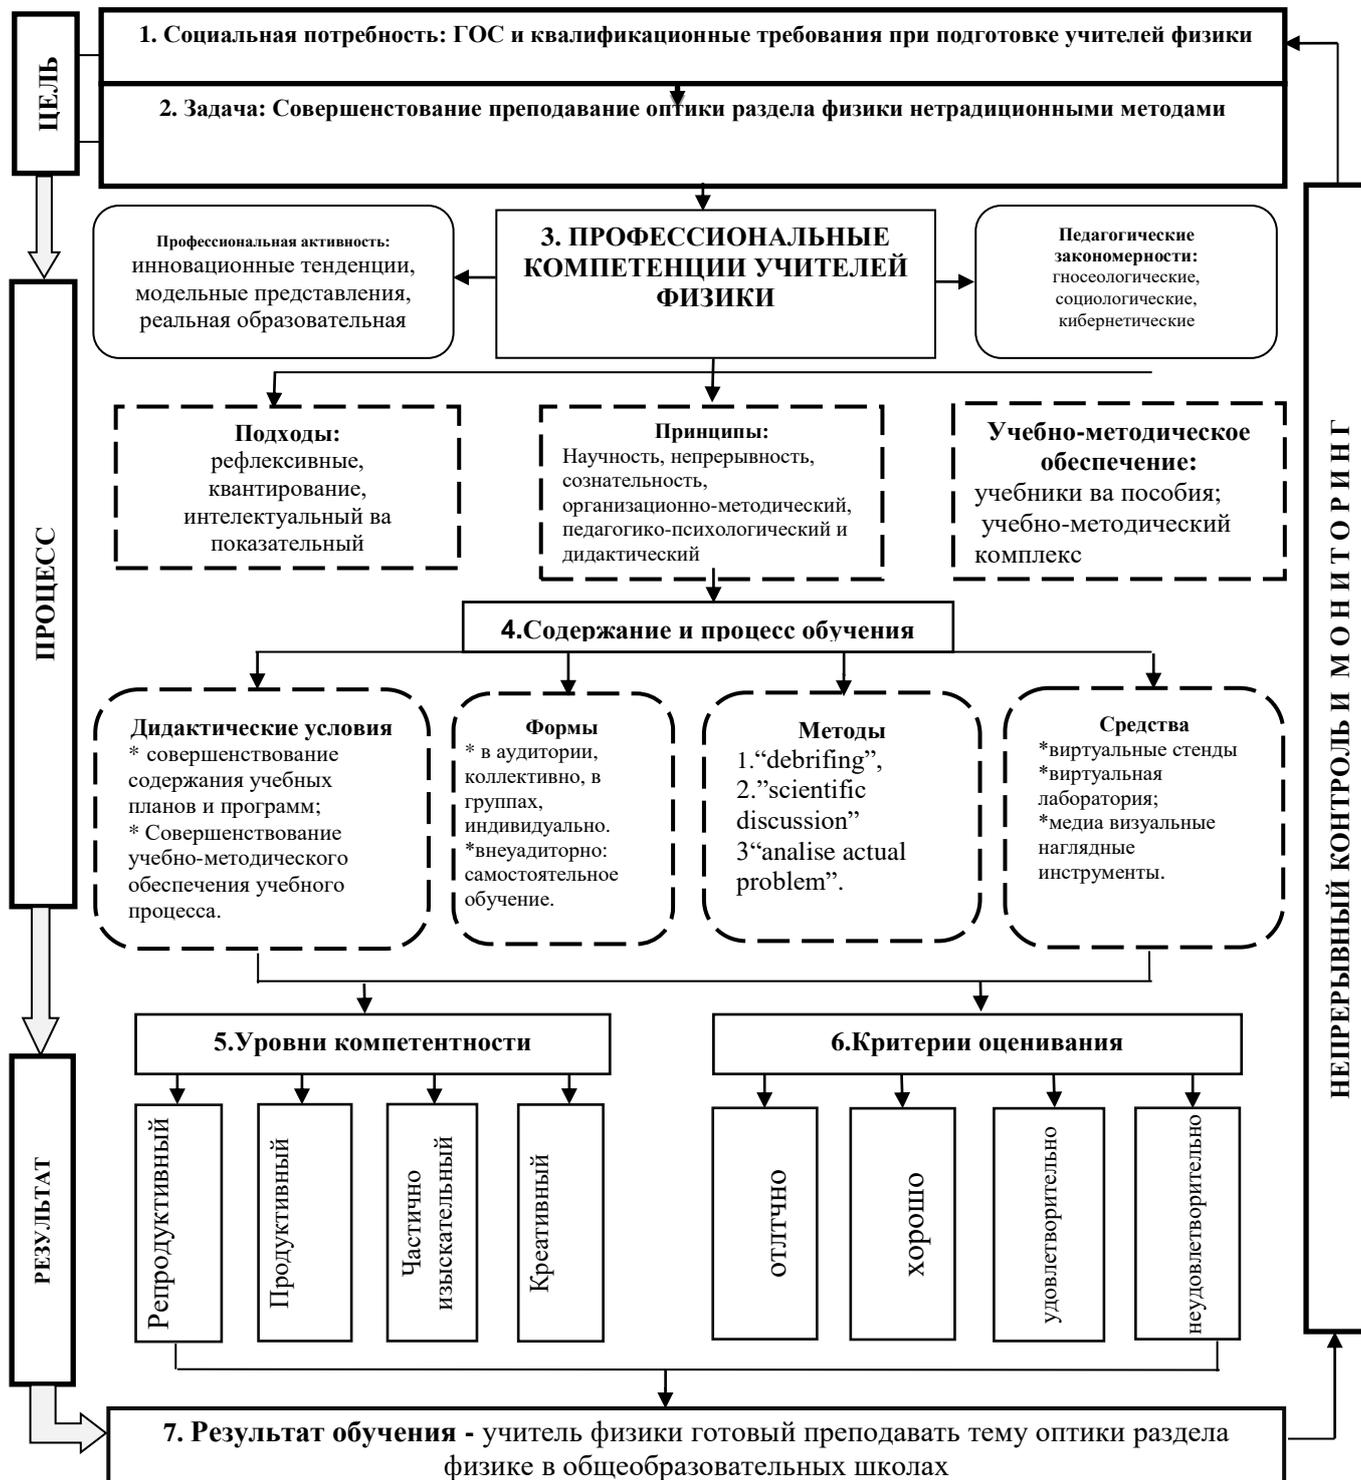 ЦЕЛЬ
1. Социальная потребность: ГОС и квалификационные требования при подготовке учителей физики
2. Задача: Совершенстование преподавание оптики раздела физики нетрадиционными методами
Профессиональная активность:
инновационные тенденции,
модельные представления,
реальная образовательная
3. ПРОФЕССИОНАЛЬНЫЕ
КОМПЕТЕНЦИИ УЧИТЕЛЕЙ
ФИЗИКИ
Педагогические
закономерности:
гносеологические,
социологические,
кибернетические
ПРОЦЕСС
Подходы:
рефлексивные,
квантирование,
интелектуальный ва
показательный
Принципы:
Научность, непрерывность,
сознательность,
организационно-методический,
педагогико-психологический и
дидактический
Учебно-методическое
обеспечение:
учебники ва пособия;
учебно-методический
комплекс
4.Содержание и процесс обучения
Дидактические условия
* совершенствование
содержания учебных
планов и программ;
* Совершенствование
учебно-методического
обеспечения учебного
процесса.
Формы
* в аудитории,
коллективно, в
группах,
индивидуально.
*внеуадиторно:
самостоятельное
обучение.
Методы
1.“debrifing”,
2.”scientific
discussion”
3“analise actual
problem”.
Средства
*виртуальные стенды
*виртуальная
лаборатория;
*медиа визуальные
наглядные
инструменты.
НЕПРЕРЫВНЫЙ КОНТРОЛЬ И МОНИТОРИНГ
РЕЗУЛЬТАТ
5.Уровни компетентности
Репродуктивный
Продуктивный
Частично
изыскательный
Креативный
6.Критерии оценивания
отлтчно
хорошо
удовлетворительно
неудовлетворительно
7. Результат обучения - учитель физики готовый преподавать тему оптики раздела
физике в общеобразовательных школах